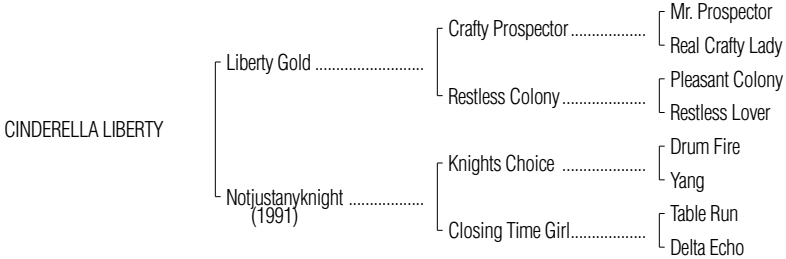 Mr. Prospector
Crafty Prospector..................
Real Crafty Lady
Liberty Gold ..........................
Pleasant Colony
Restless Colony....................
Restless Lover
CINDERELLA LIBERTY
Drum Fire
Knights Choice ....................
Yang
Notjustanyknight ..................
(1991)
Table Run
Closing Time Girl..................
Delta Echo